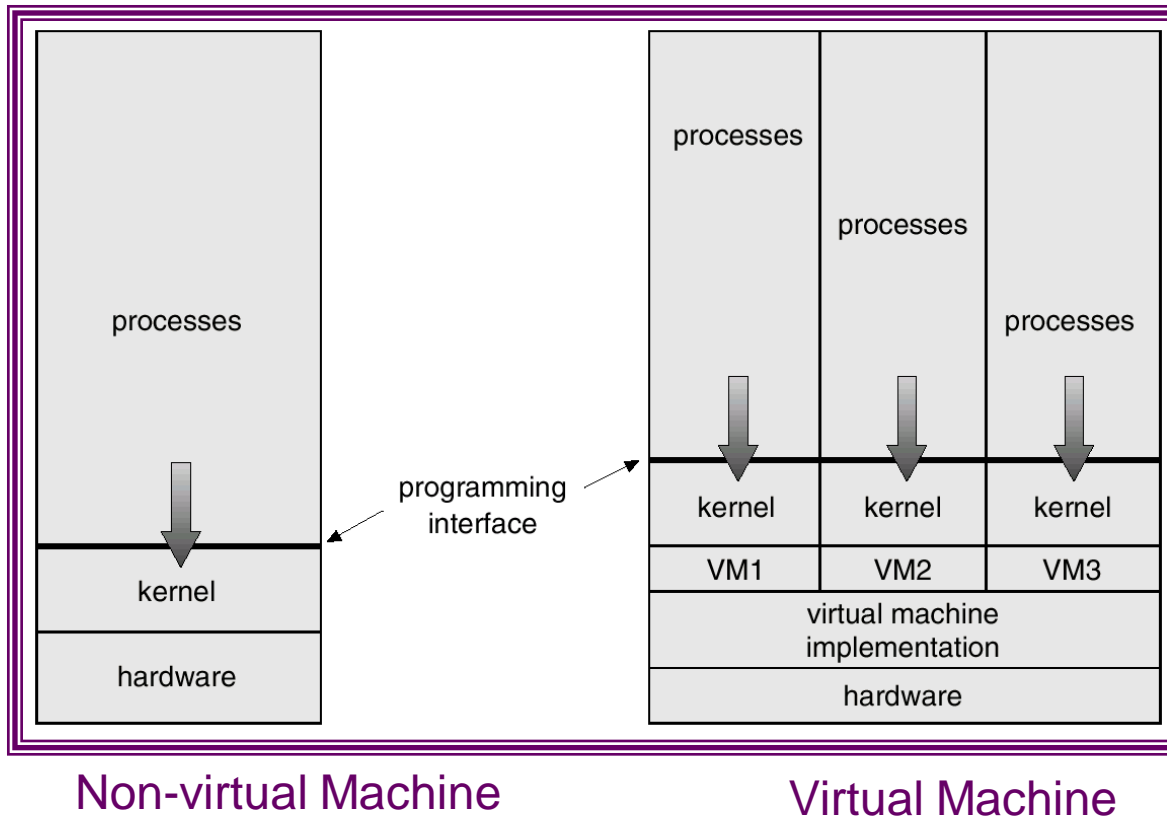 processes
kernel
hardware
programming
interface
processes
processes
processes
kernel
kernel
kernel
VM1
VM2
VM3
virtual machine
implementation
hardware
Non-virtual Machine
Virtual Machine